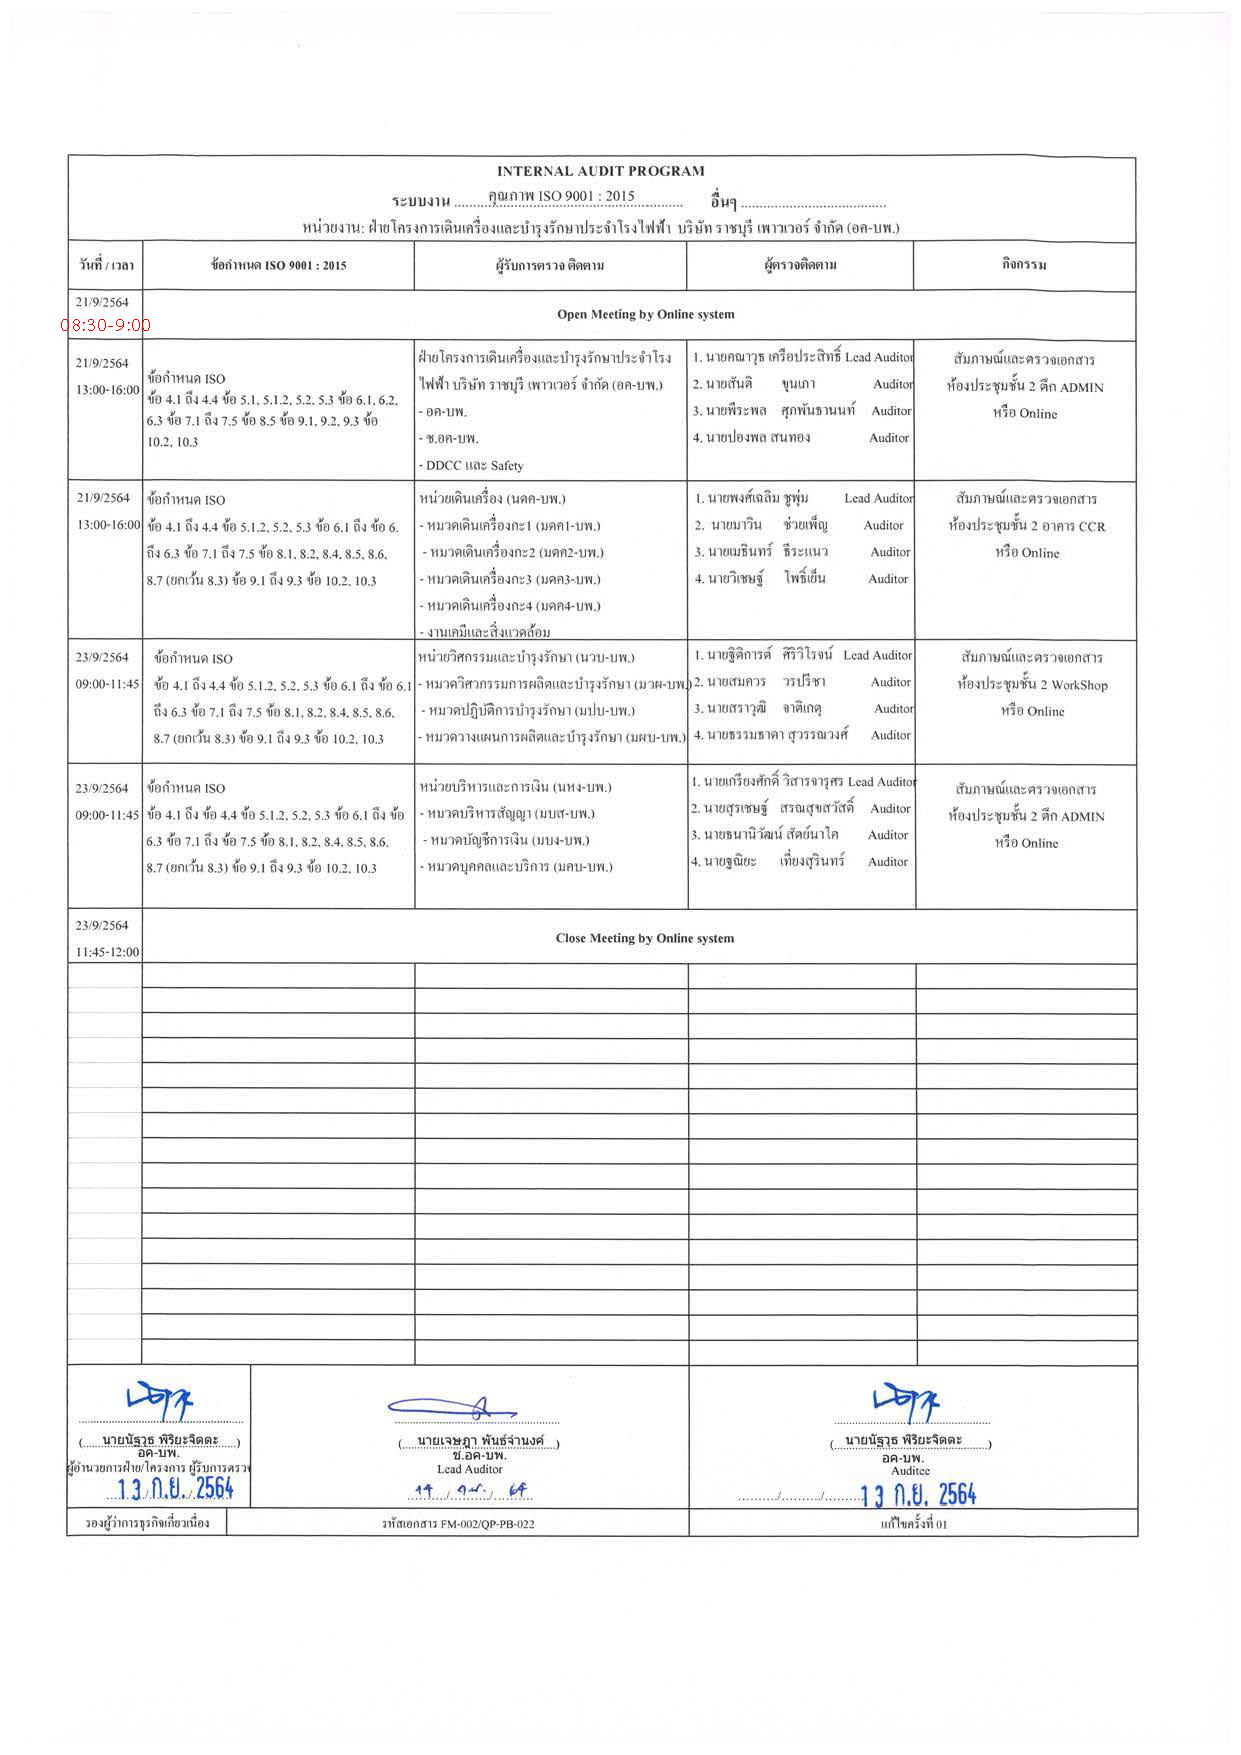 INTERNAL AUDIT PROGRAM
ระบบงาน ........ คุณภาพ ISO 9001 : 2015 ........ อื่นๆ ........................
หน่วยงาน: ฝ่ายโครงการเดินเครื่องและบำรุงรักษาประจำโรงไฟฟ้า บริษัท ราชบุรี เพาวเวอร์ จำกัด (อค-บพ.)
วันที่ / เวลา ข้อกำหนด ISO 9001 : 2015 ผู้รับการตรวจ ติดตาม ผู้ตรวจติดตาม กิจกรรม
21/9/2564
08:30-9:00
Open Meeting by Online system
21/9/2564
13:00-16:00
ข้อกำหนด ISO
ข้อ 4.1 ถึง 4.4 ข้อ 5.1, 5.1.2, 5.2, 5.3 ข้อ 6.1, 6.2,
6.3 ข้อ 7.1 ถึง 7.5 ข้อ 8.5 ข้อ 9.1, 9.2, 9.3 ข้อ
10.2, 10.3
ฝ่ายโครงการเดินเครื่องและบำรุงรักษาประจำโรง
ไฟฟ้า บริษัท ราชบุรี เพาวเวอร์ จำกัด (อค-บพ.)
- อค-บพ.
- ช.อค-บพ.
- DDCC และ Safety
1. นายคณาวุธ เครือประสิทธิ์ Lead Auditor
2. นายสันติ ขุนเภา Auditor
3. นายพีระพล ศุภพันธานนท์ Auditor
4. นายปองพล สนทอง Auditor
สัมภาษณ์และตรวจเอกสาร
ห้องประชุมชั้น 2 ตึก ADMIN
หรือ Online
21/9/2564
13:00-16:00
ข้อกำหนด ISO
ข้อ 4.1 ถึง 4.4 ข้อ 5.1.2, 5.2, 5.3 ข้อ 6.1 ถึง ข้อ 6.
ถึง 6.3 ข้อ 7.1 ถึง 7.5 ข้อ 8.1, 8.2, 8.4, 8.5, 8.6,
8.7 (ยกเว้น 8.3) ข้อ 9.1 ถึง 9.3 ข้อ 10.2, 10.3
หน่วยเดินเครื่อง (นดค-บพ.)
- หมวดเดินเครื่องกะ1 (มดค1-บพ.)
- หมวดเดินเครื่องกะ2 (มดค2-บพ.)
- หมวดเดินเครื่องกะ3 (มดค3-บพ.)
- หมวดเดินเครื่องกะ4 (มดค4-บพ.)
- งานเคมีและสิ่งแวดล้อม
1. นายพงศ์เฉลิม ชูพุ่ม Lead Auditor
2. นายมาวิน ช่วยเพ็ญ Auditor
3. นายเมธินทร์ ธีระแนว Auditor
4. นายวิเชษฐ์ โพธิ์เย็น Auditor
สัมภาษณ์และตรวจเอกสาร
ห้องประชุมชั้น 2 อาคาร CCR
หรือ Online
23/9/2564
09:00-11:45
ข้อกำหนด ISO
ข้อ 4.1 ถึง 4.4 ข้อ 5.1.2, 5.2, 5.3 ข้อ 6.1 ถึง ข้อ 6.1
ถึง 6.3 ข้อ 7.1 ถึง 7.5 ข้อ 8.1, 8.2, 8.4, 8.5, 8.6,
8.7 (ยกเว้น 8.3) ข้อ 9.1 ถึง 9.3 ข้อ 10.2, 10.3
หน่วยวิศกรรมและบำรุงรักษา (นวบ-บพ.)
- หมวดวิศวกรรมการผลิตและบำรุงรักษา (มวผ-บพ.)
- หมวดปฏิบัติการบำรุงรักษา (มปบ-บพ.)
- หมวดวางแผนการผลิตและบำรุงรักษา (มผบ-บพ.)
1. นายฐิติการต์ ศิริวิโรจน์ Lead Auditor
2. นายสมควร วรปรีชา Auditor
3. นายสราวุฒิ จาติเกตุ Auditor
4. นายธรรมธาดา สุวรรณวงศ์ Auditor
สัมภาษณ์และตรวจเอกสาร
ห้องประชุมชั้น 2 WorkShop
หรือ Online
23/9/2564
09:00-11:45
ข้อกำหนด ISO
ข้อ 4.1 ถึง ข้อ 4.4 ข้อ 5.1.2, 5.2, 5.3 ข้อ 6.1 ถึง ข้อ
6.3 ข้อ 7.1 ถึง ข้อ 7.5 ข้อ 8.1, 8.2, 8.4, 8.5, 8.6,
8.7 (ยกเว้น 8.3) ข้อ 9.1 ถึง 9.3 ข้อ 10.2, 10.3
หน่วยบริหารและการเงิน (นหง-บพ.)
- หมวดบริหารสัญญา (มบส-บพ.)
- หมวดบัญชีการเงิน (มบง-บพ.)
- หมวดบุคคลและบริการ (มคบ-บพ.)
1. นายเกรียงศักดิ์ วิสารจารุศร Lead Auditor
2. นายสุรเชษฐ์ สรณสุขสวัสดิ์ Auditor
3. นายธนานิวัฒน์ สัตย์นาโค Auditor
4. นายฐณิยะ เที่ยงสุรินทร์ Auditor
สัมภาษณ์และตรวจเอกสาร
ห้องประชุมชั้น 2 ตึก ADMIN
หรือ Online
23/9/2564
11:45-12:00
Close Meeting by Online system
(....นายนัฐวุธ พิริยะจิตตะ....)
อค-บพ.
ผู้อำนวยการฝ่าย/โครงการ ผู้รับการตรวจ
13 ก.ย. 2564
(....นายเจษฎา พันธ์จำนงค์...)
ช.อค-บพ.
Lead Auditor
(....นายนัฐวุธ พิริยะจิตตะ......)
อค-บพ.
Auditee
13 ก.ย. 2564
รองผู้ว่าการธุรกิจเกี่ยวเนื่อง รหัสเอกสาร FM-002/QP-PB-022 แก้ไขครั้งที่ 01